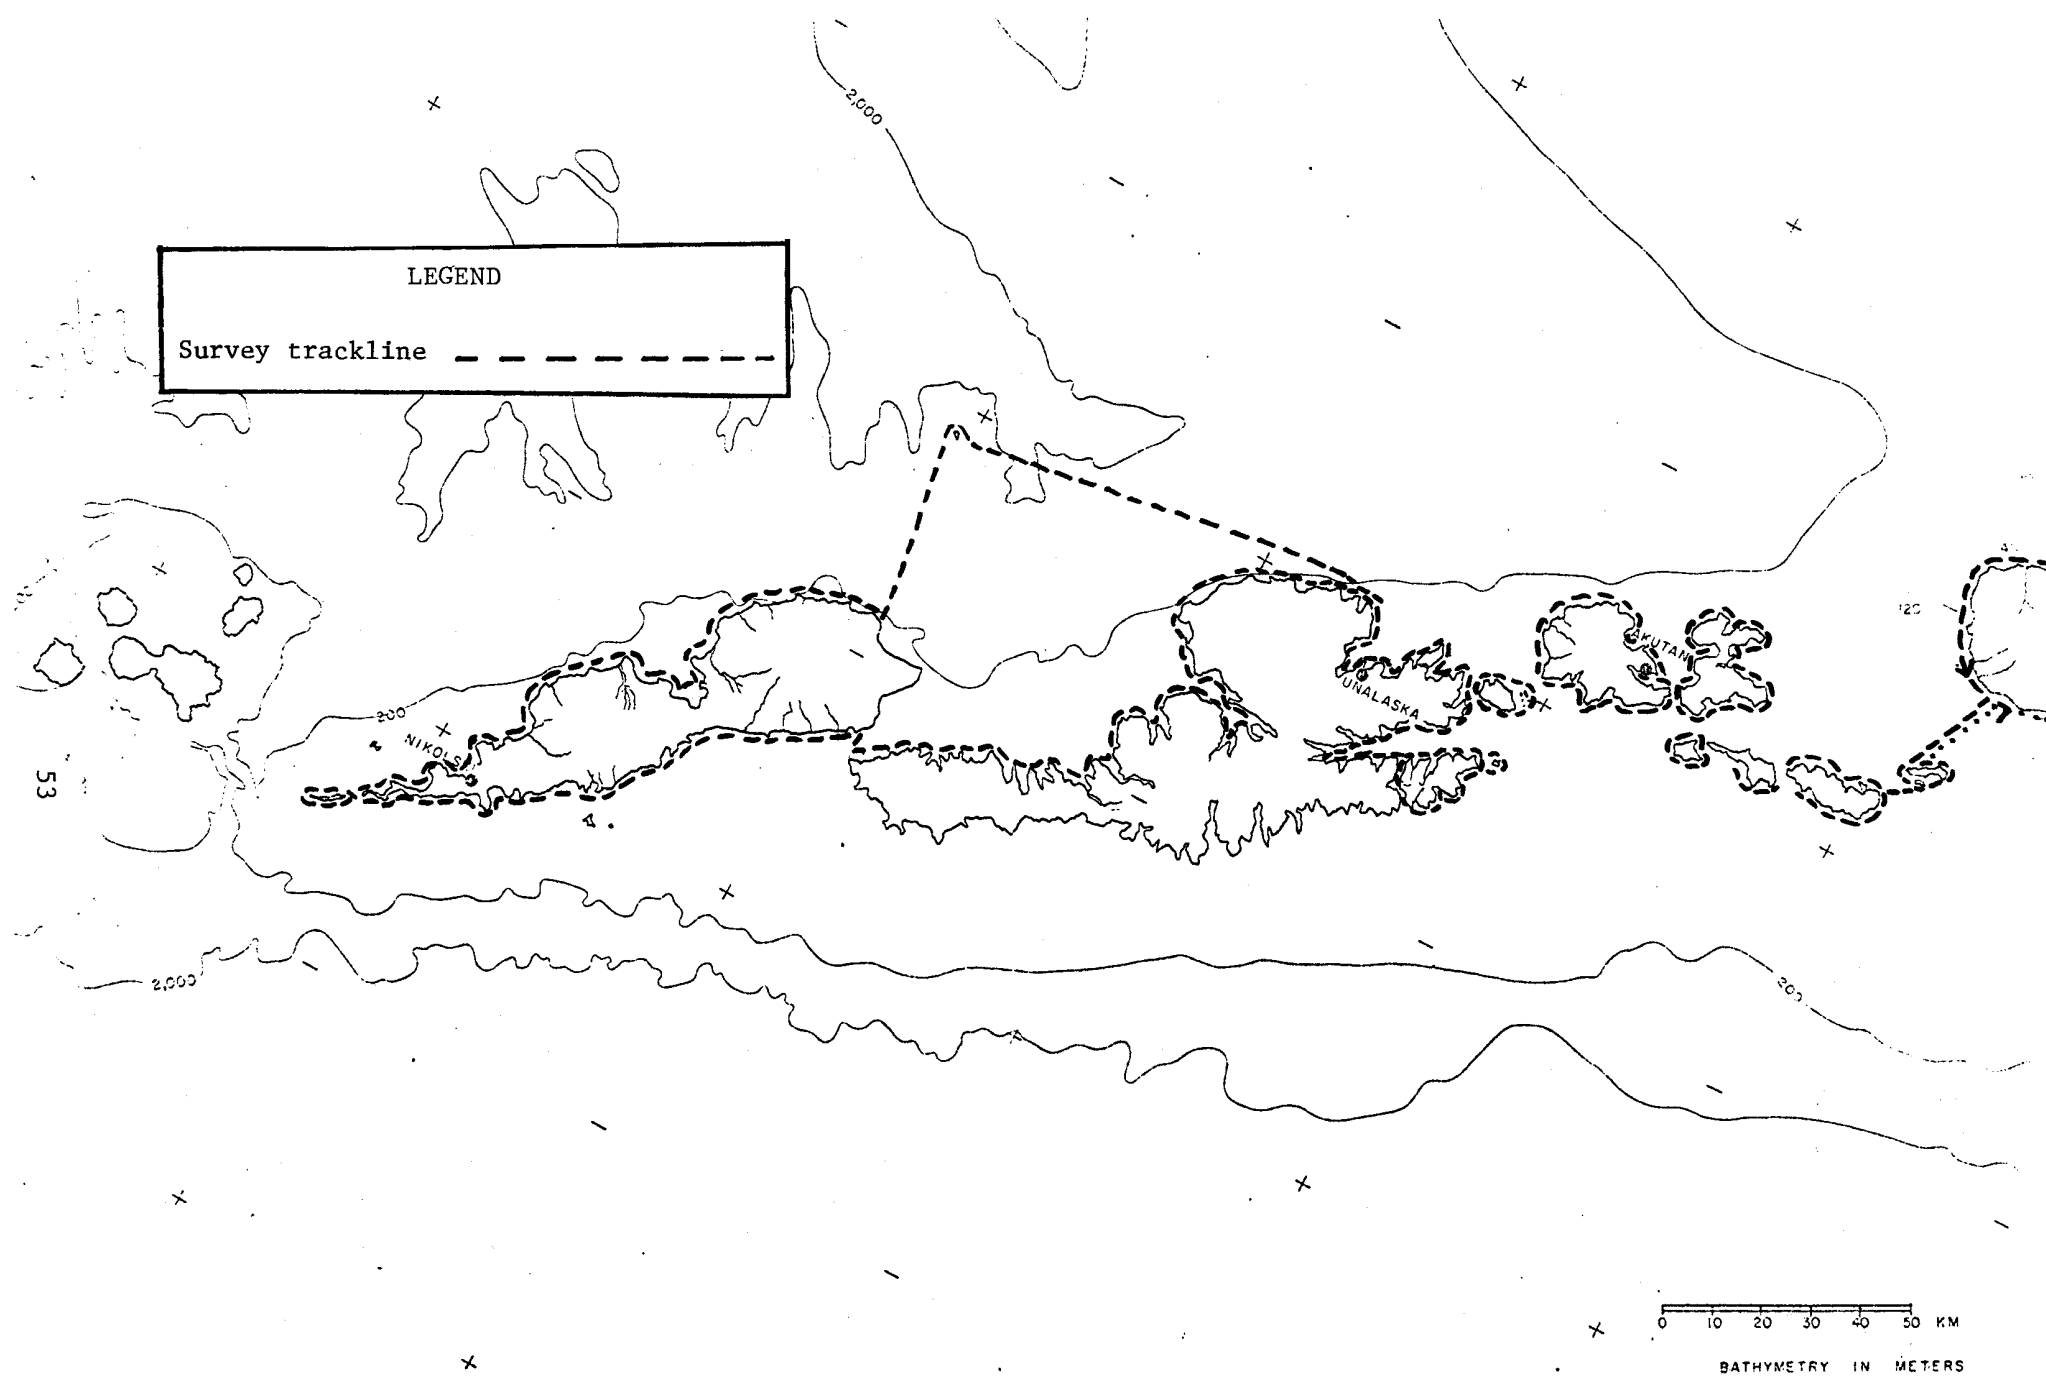 2,000
LEGEND
Survey trackline
AKUTAN
120
UNALASKA
200
53
2,000
200
0 10 20 30 40 50 KM
BATHYMETRY IN METERS